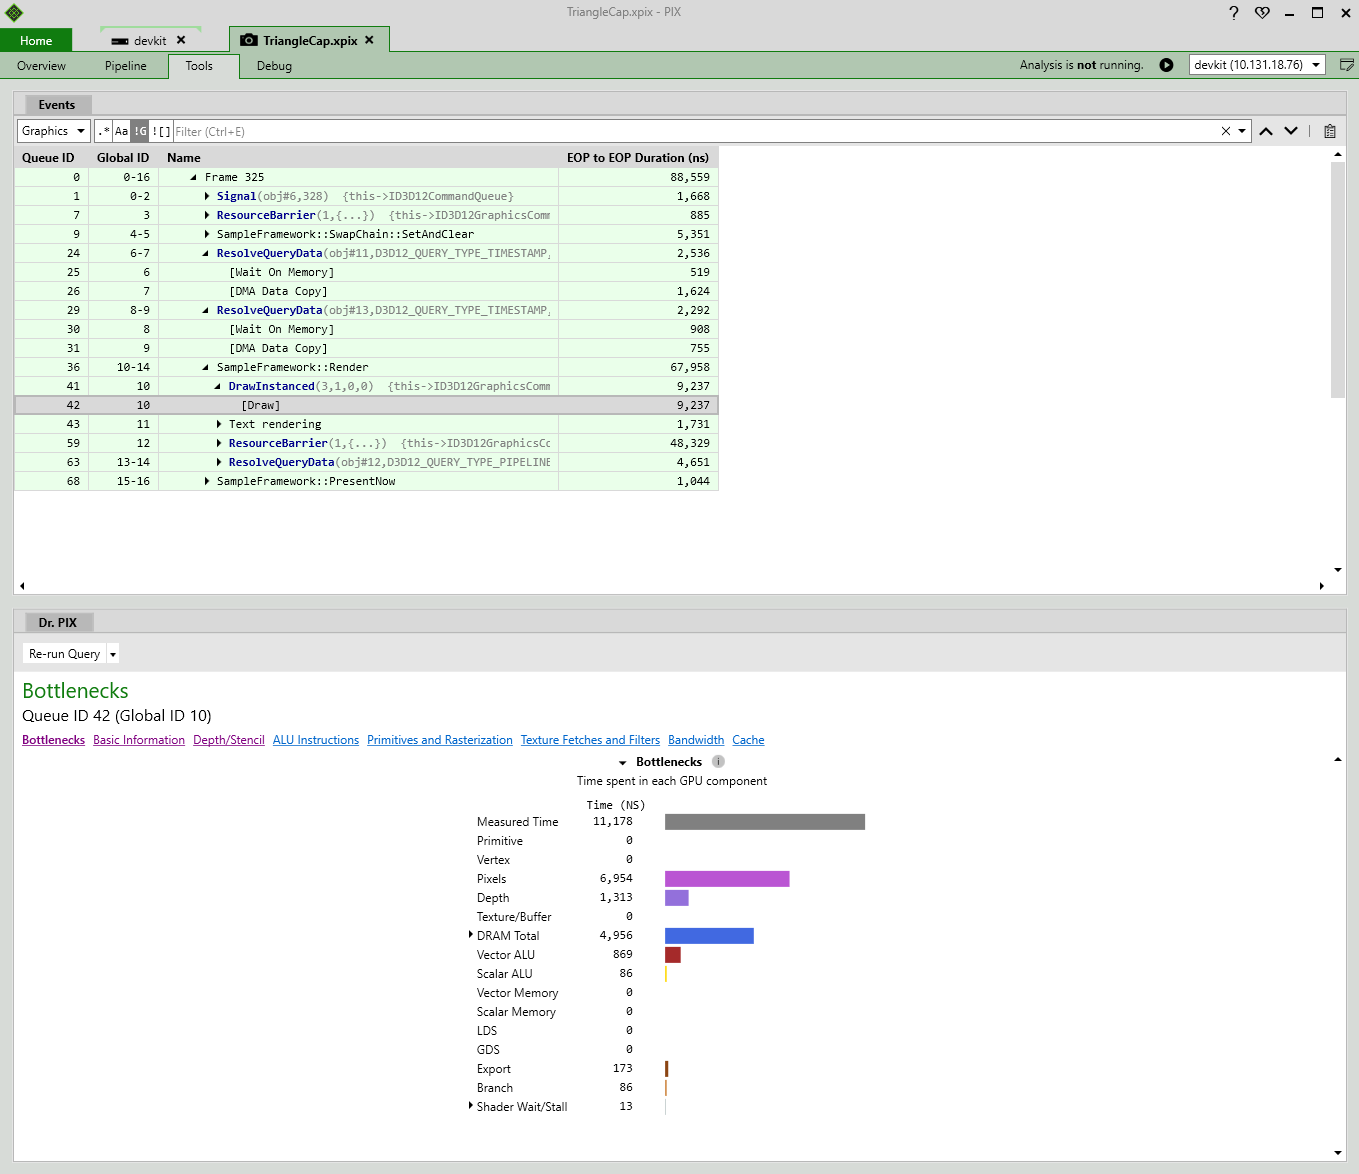 TriangleCap.xpix - PIX
Home devkit TriangleCap.xpix
Overview Pipeline Tools Debug Analysis is not running. devkit (10.131.18.76)
Events
Graphics .* Aa !G ![] Filter (Ctrl+E)
Queue ID Global ID Name EOP to EOP Duration (ns)
0 0-16 Frame 325 88,559
1 0-2 Signal(obj#6,328) {this->ID3D12CommandQueue} 1,668
7 3 ResourceBarrier(1,{...}) {this->ID3D12GraphicsComm 885
9 4-5 SampleFramework::SwapChain::SetAndClear 5,351
24 6-7 ResolveQueryData(obj#11,D3D12_QUERY_TYPE_TIMESTAMP, 2,536
25 6 [Wait On Memory] 519
26 7 [DMA Data Copy] 1,624
29 8-9 ResolveQueryData(obj#13,D3D12_QUERY_TYPE_TIMESTAMP, 2,292
30 8 [Wait On Memory] 908
31 9 [DMA Data Copy] 755
36 10-14 SampleFramework::Render 67,958
41 10 DrawInstanced(3,1,0,0) {this->ID3D12GraphicsComm 9,237
42 10 [Draw] 9,237
43 11 Text rendering 1,731
59 12 ResourceBarrier(1,{...}) {this->ID3D12GraphicsCo 48,329
63 13-14 ResolveQueryData(obj#12,D3D12_QUERY_TYPE_PIPELINE 4,651
68 15-16 SampleFramework::PresentNow 1,044
Dr. PIX
Re-run Query
Bottlenecks
Queue ID 42 (Global ID 10)
Bottlenecks Basic Information Depth/Stencil ALU Instructions Primitives and Rasterization Texture Fetches and Filters Bandwidth Cache
Bottlenecks
Time spent in each GPU component
Time (NS)
Measured Time 11,178
Primitive 0
Vertex 0
Pixels 6,954
Depth 1,313
Texture/Buffer 0
DRAM Total 4,956
Vector ALU 869
Scalar ALU 86
Vector Memory 0
Scalar Memory 0
LDS 0
GDS 0
Export 173
Branch 86
Shader Wait/Stall 13